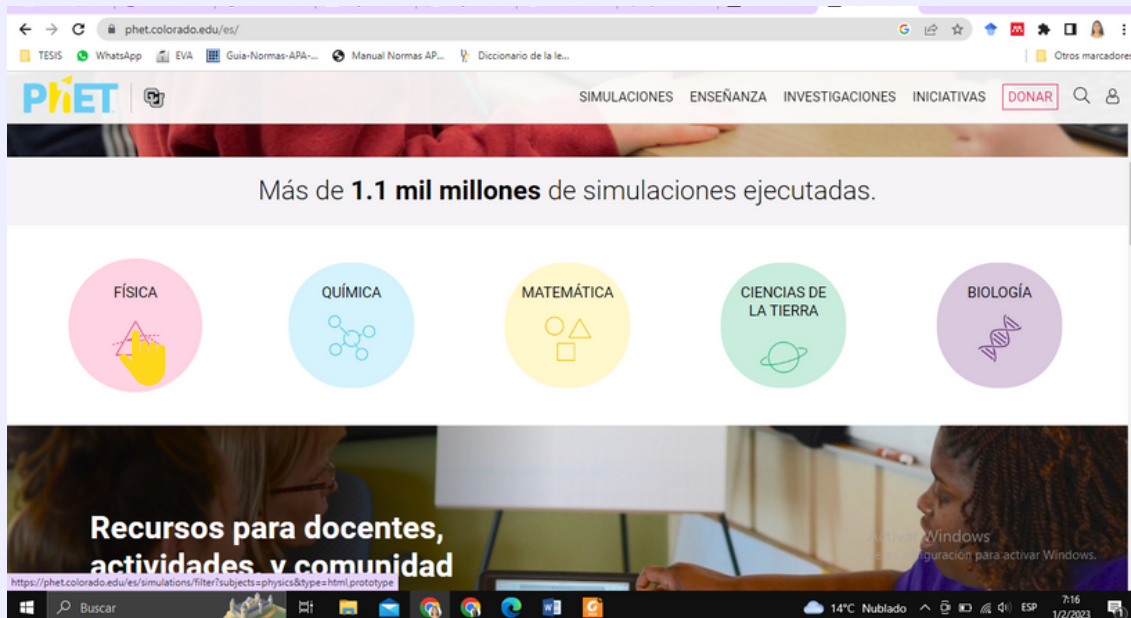 phet.colorado.edu/es/
TESIS WhatsApp EVA Guia-Normas-APA-... Manual Normas AP... Diccionario de la le... Otros marcadores
PhET SIMULACIONES ENSEÑANZA INVESTIGACIONES INICIATIVAS DONAR
Más de 1.1 mil millones de simulaciones ejecutadas.
FÍSICA QUÍMICA MATEMÁTICA CIENCIAS DE
LA TIERRA BIOLOGÍA
Recursos para docentes,
actividades, y comunidad
Windows
para activar Windows.
https://phet.colorado.edu/es/simulations/filter?subjects=physics&type=html,prototype
Buscar 14°C Nublado ESP 7:16
1/2/2023